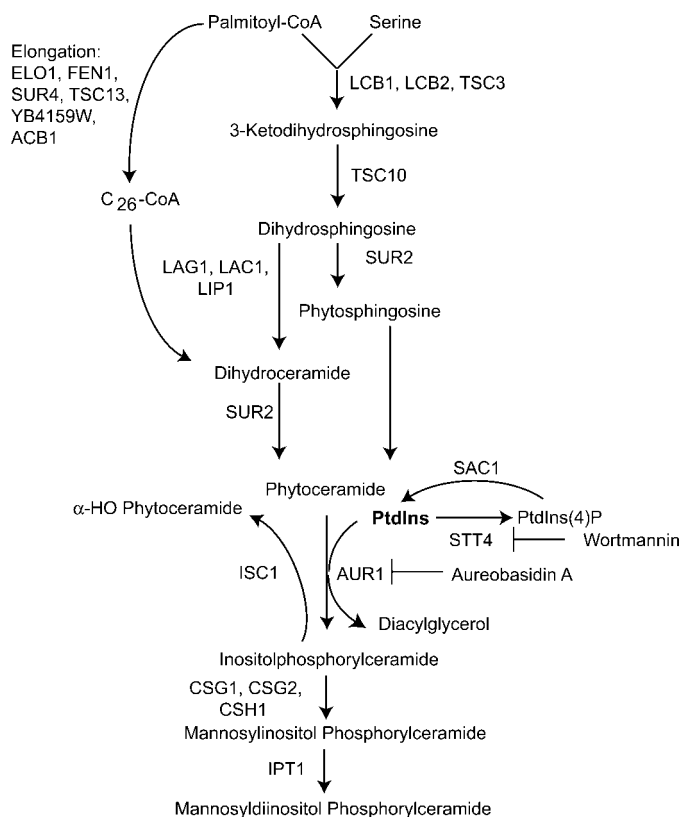 Palmitoyl-CoA
Serine
Elongation:
ELO1, FEN1,
SUR4, TSC13,
YB4159W,
ACB1
LCB1, LCB2, TSC3
3-Ketodihydrosphingosine
TSC10
C26-CoA
Dihydrosphingosine
LAG1, LAC1,
LIP1
SUR2
Phytosphingosine
Dihydroceramide
SUR2
SAC1
Phytoceramide
α-HO Phytoceramide
PtdIns
PtdIns(4)P
STT4
Wortmannin
ISC1
AUR1
Aureobasidin A
Diacylglycerol
Inositolphosphorylceramide
CSG1, CSG2,
CSH1
Mannosylinositol Phosphorylceramide
IPT1
Mannosyldiinositol Phosphorylceramide